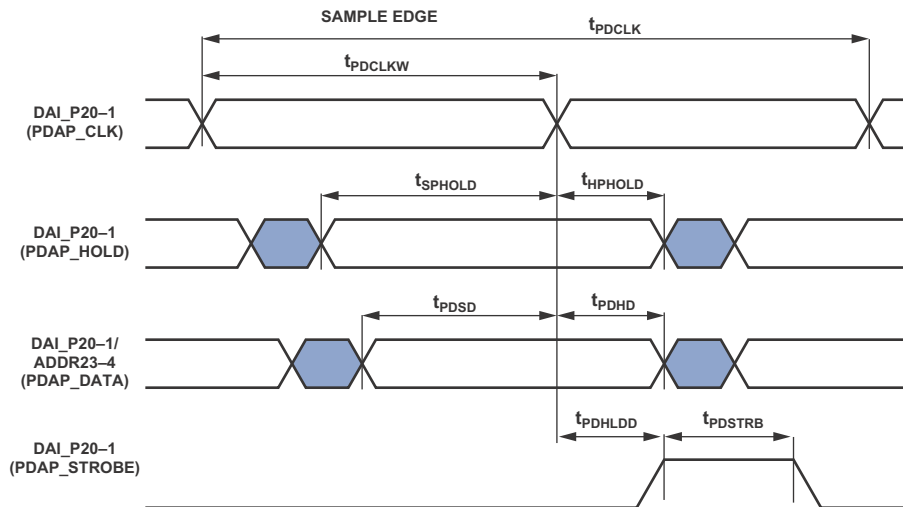 SAMPLE EDGE
tPDCLK
tPDCLKW
DAI_P20–1
(PDAP_CLK)
tSPHOLD
tHPHOLD
DAI_P20–1
(PDAP_HOLD)
tPDSD
tPDHD
DAI_P20–1/
ADDR23–4
(PDAP_DATA)
tPDHLDD
tPDSTRB
DAI_P20–1
(PDAP_STROBE)